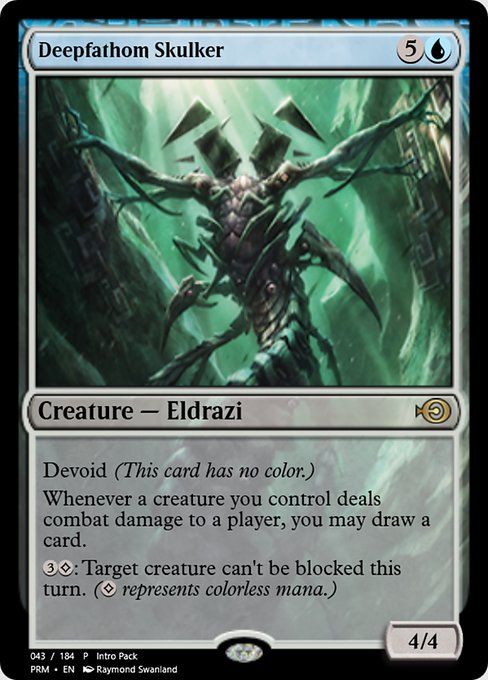 Deepfathom Skulker 5
Creature — Eldrazi
Devoid (This card has no color.)
Whenever a creature you control deals
combat damage to a player, you may draw a
card.
3: Target creature can't be blocked this
turn. ( represents colorless mana.)
4/4
043 / 184 P Intro Pack
PRM • EN Raymond Swanland